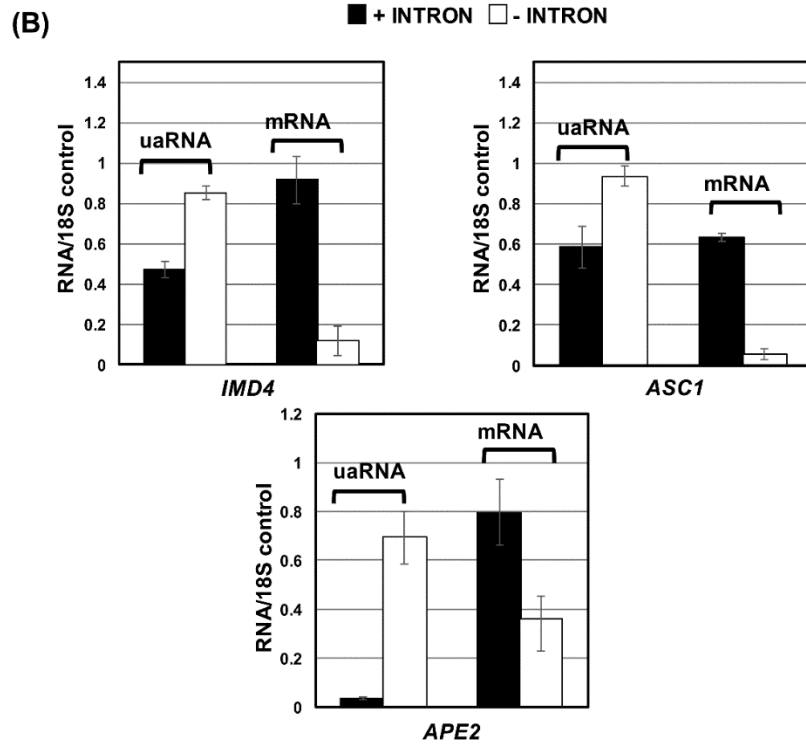 (B)
+ INTRON - INTRON
RNA/18S control
1.4
1.2
1
0.8
0.6
0.4
0.2
0
uaRNA
mRNA
IMD4
RNA/18S control
1.4
1.2
1
0.8
0.6
0.4
0.2
0
uaRNA
mRNA
ASC1
RNA/18S control
1.2
1
0.8
0.6
0.4
0.2
0
uaRNA
mRNA
APE2